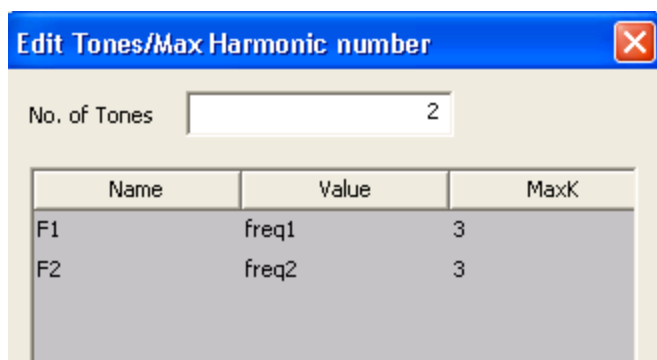 Edit Tones/Max Harmonic number
No. of Tones 2
Name Value MaxK
F1 freq1 3
F2 freq2 3